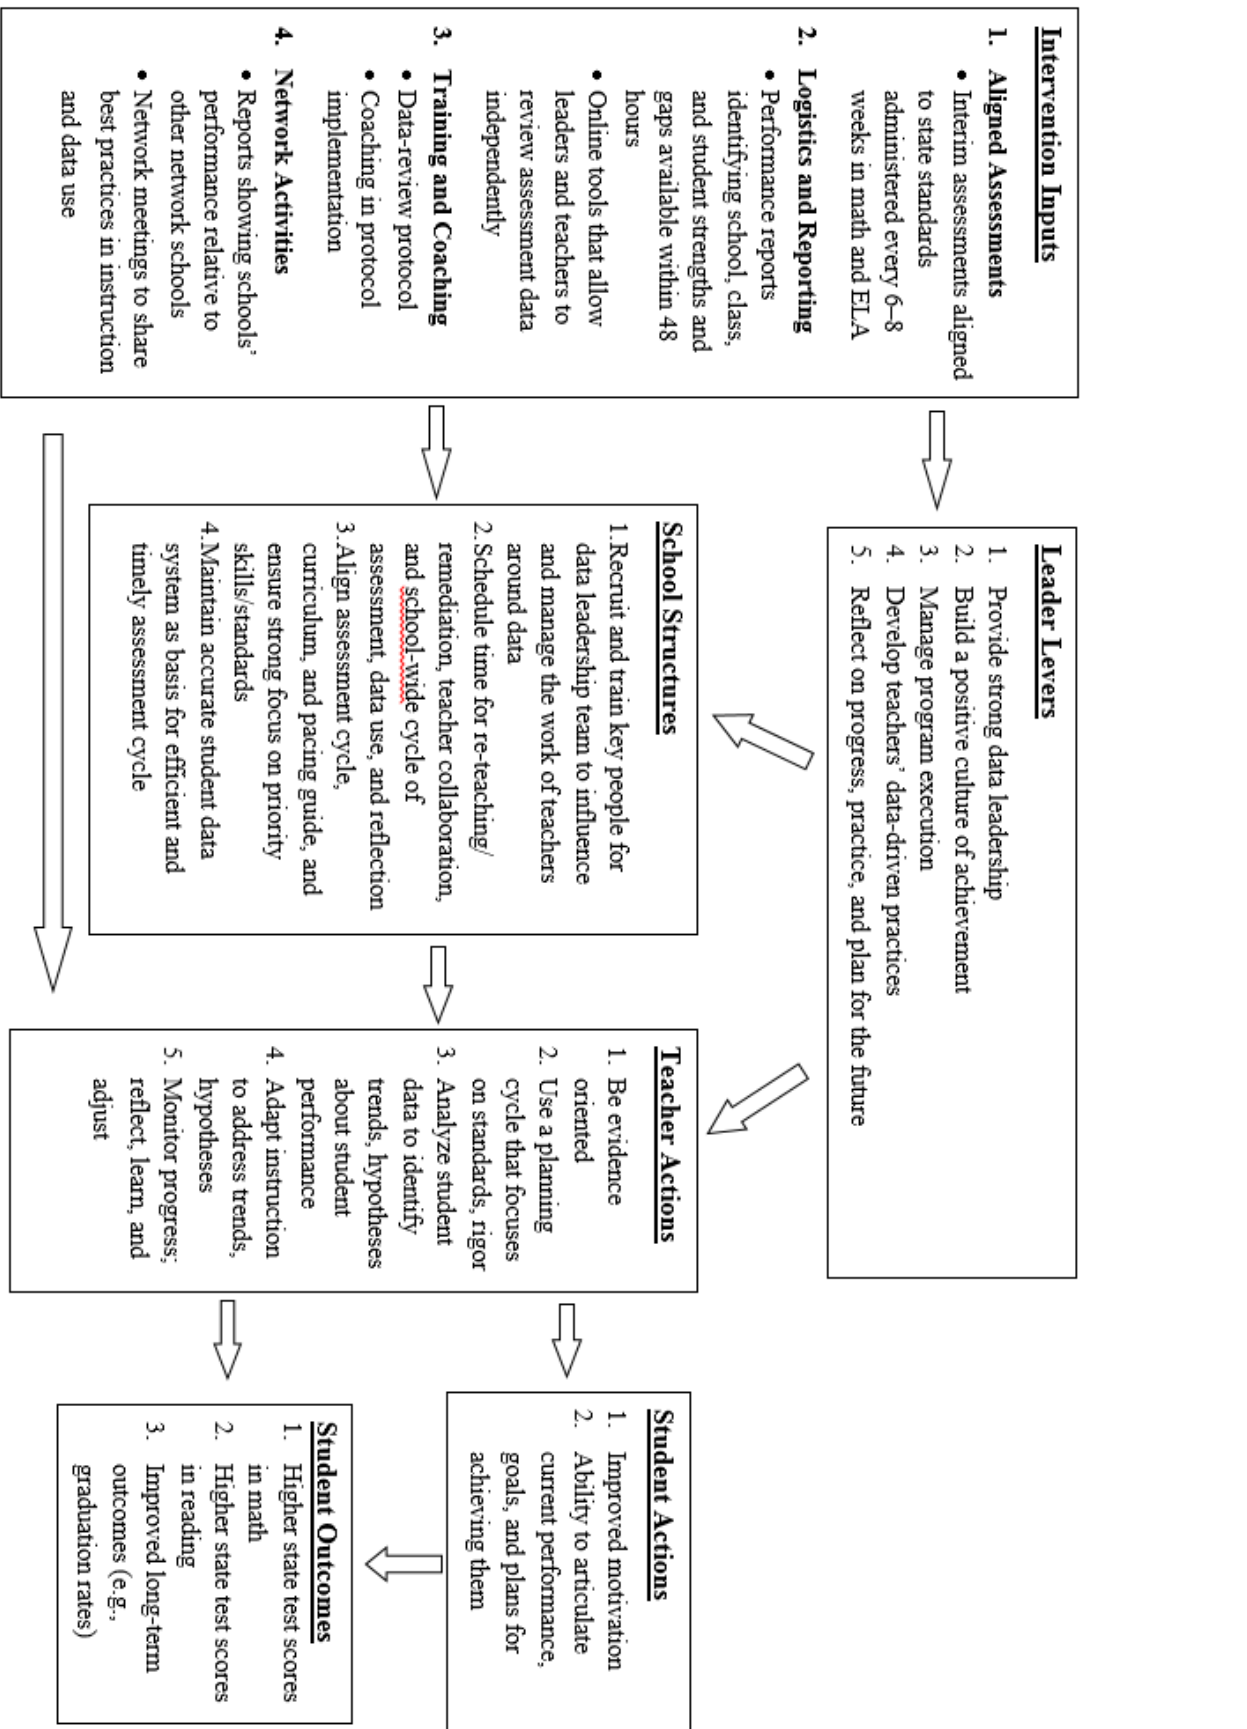 Intervention Inputs
1. Aligned Assessments
• Interim assessments aligned
to state standards
administered every 6–8
weeks in math and ELA
2. Logistics and Reporting
• Performance reports
identifying school, class,
and student strengths and
gaps available within 48
hours
• Online tools that allow
leaders and teachers to
review assessment data
independently
3. Training and Coaching
• Data-review protocol
• Coaching in protocol
implementation
4. Network Activities
• Reports showing schools’
performance relative to
other network schools
• Network meetings to share
best practices in instruction
and data use
Leader Levers
1. Provide strong data leadership
2. Build a positive culture of achievement
3. Manage program execution
4. Develop teachers’ data-driven practices
5. Reflect on progress, practice, and plan for the future
School Structures
1. Recruit and train key people for
data leadership team to influence
and manage the work of teachers
around data
2. Schedule time for re-teaching/
remediation, teacher collaboration,
and school-wide cycle of
assessment, data use, and reflection
3. Align assessment cycle,
curriculum, and pacing guide, and
ensure strong focus on priority
skills/standards
4. Maintain accurate student data
system as basis for efficient and
timely assessment cycle
Teacher Actions
1. Be evidence
oriented
2. Use a planning
cycle that focuses
on standards, rigor
3. Analyze student
data to identify
trends, hypotheses
about student
performance
4. Adapt instruction
to address trends,
hypotheses
5. Monitor progress;
reflect, learn, and
adjust
Student Actions
1. Improved motivation
2. Ability to articulate
current performance,
goals, and plans for
achieving them
Student Outcomes
1. Higher state test scores
in math
2. Higher state test scores
in reading
3. Improved long-term
outcomes (e.g.,
graduation rates)